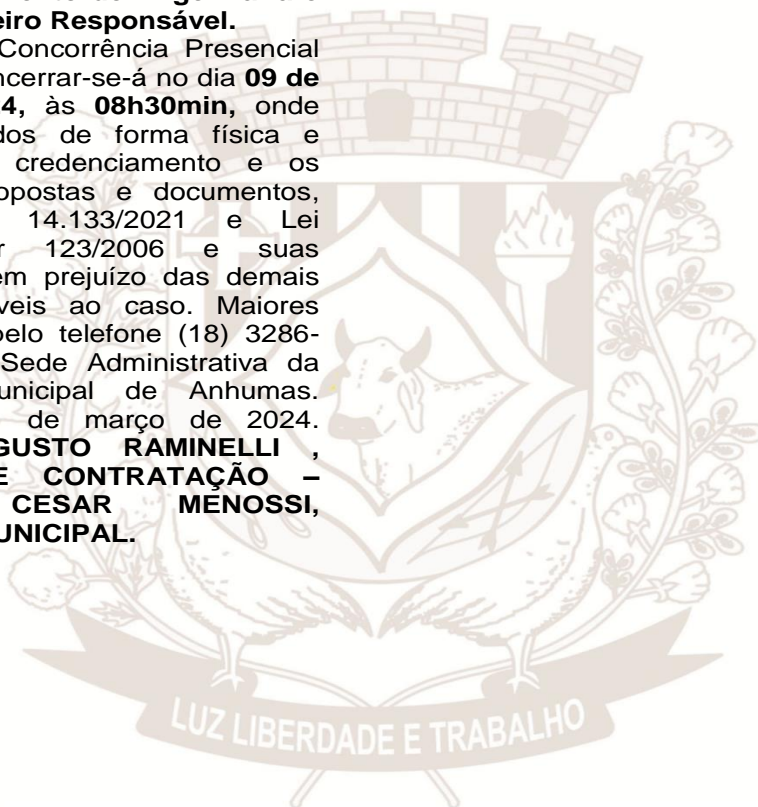 eiro Responsável.
Concorrência Presencial
ncerrar-se-á no dia 09 de
4, às 08h30min, onde
dos de forma física e
credenciamento e os
opostas e documentos,
14.133/2021 e Lei
r 123/2006 e suas
em prejuízo das demais
veis ao caso. Maiores
pelo telefone (18) 3286-
Sede Administrativa da
unicipal de Anhumas.
de março de 2024.
GUSTO RAMINELLI ,
E CONTRATAÇÃO –
CESAR MENOSSI,
UNICIPAL.
LUZ LIBERDADE E TRABALHO